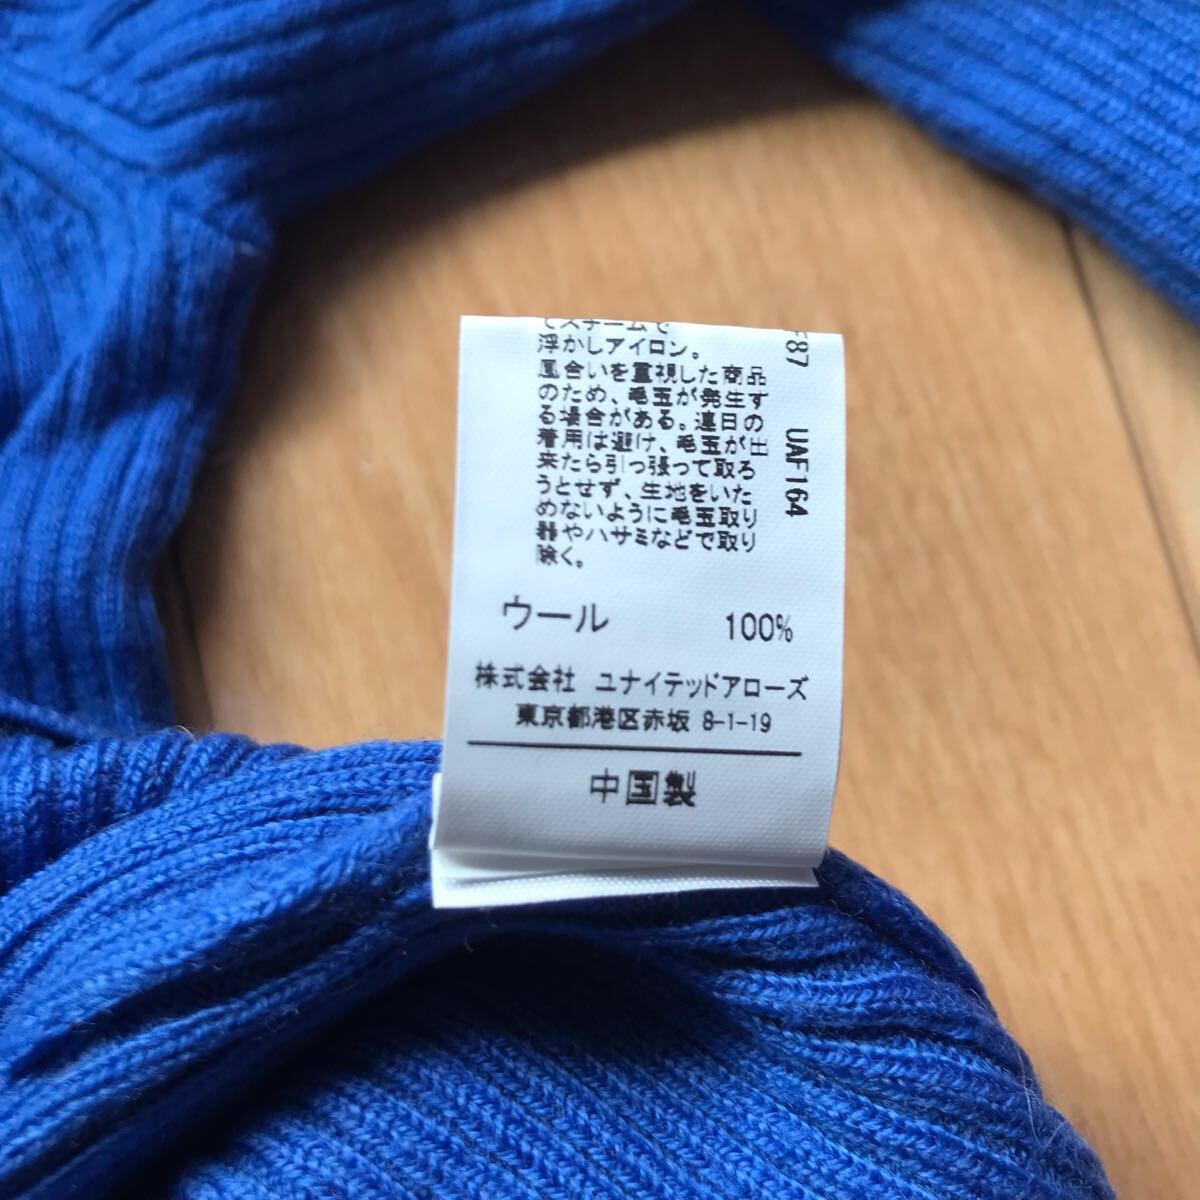 てスチームで
浮かしアイロン。
風合いを重視した商品
のため、毛玉が発生す
る場合がある。連日の
着用は避け、毛玉が出
来たら引っ張って取ろ
うとせず、生地をいた
めないように毛玉取り
器やハサミなどで取り
除く。
F87 UAF164
ウール 100%
株式会社 ユナイテッドアローズ
東京都港区赤坂 8-1-19
中国製